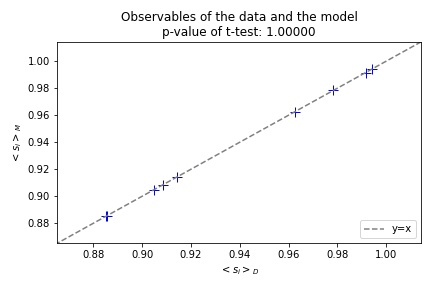 Observables of the data and the model
p-value of t-test: 1.00000
1.00
0.98
0.96
0.94
0.92
0.90
0.88
< s_i >_M
y=x
0.88 0.90 0.92 0.94 0.96 0.98 1.00
< s_i >_D